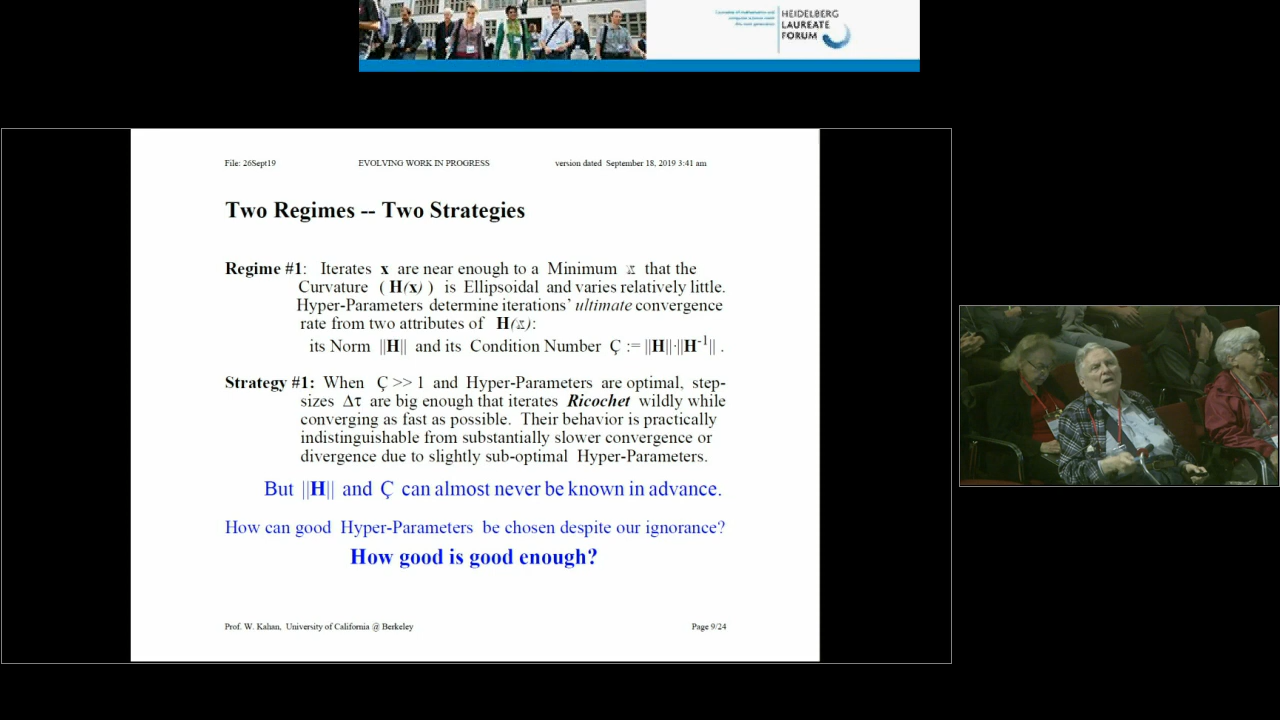 HEIDELBERG
LAUREATE
FORUM
File: 26Sept19 EVOLVING WORK IN PROGRESS version dated September 18, 2019 3:41 am
Two Regimes -- Two Strategies
Regime #1: Iterates x are near enough to a Minimum x that the
Curvature ( H(x) ) is Ellipsoidal and varies relatively little.
Hyper-Parameters determine iterations’ ultimate convergence
rate from two attributes of H(x):
its Norm ||H|| and its Condition Number Ç := ||H||·||H-1|| .
Strategy #1: When Ç >> 1 and Hyper-Parameters are optimal, step-
sizes Δτ are big enough that iterates Ricochet wildly while
converging as fast as possible. Their behavior is practically
indistinguishable from substantially slower convergence or
divergence due to slightly sub-optimal Hyper-Parameters.
But ||H|| and Ç can almost never be known in advance.
How can good Hyper-Parameters be chosen despite our ignorance?
How good is good enough?
Prof. W. Kahan, University of California @ Berkeley Page 9/24